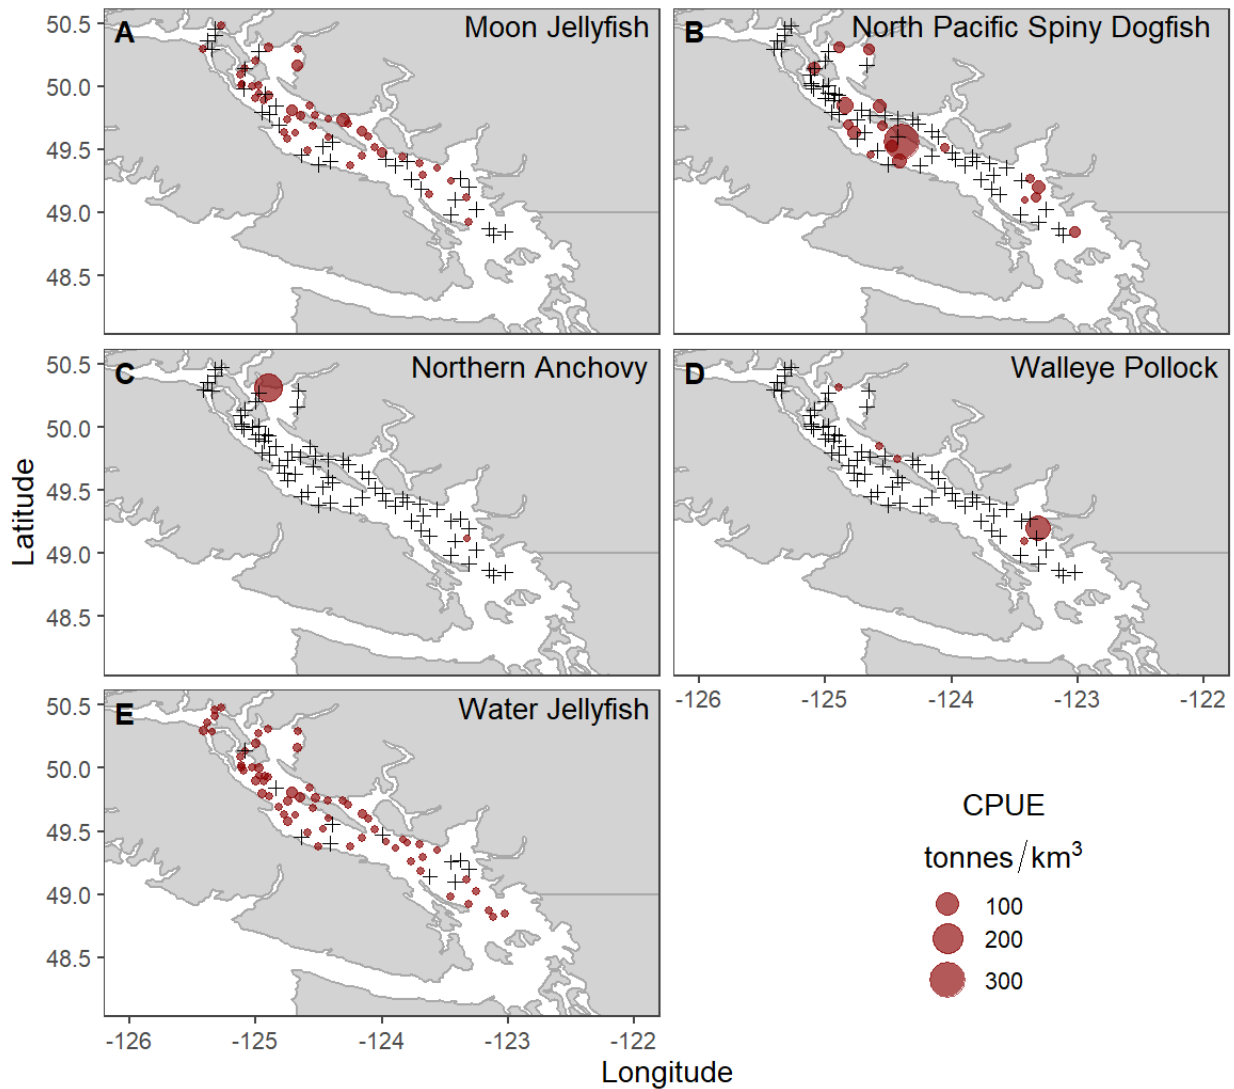 A Moon Jellyfish
B North Pacific Spiny Dogfish
50.5
50.0
49.5
49.0
48.5
C Northern Anchovy
D Walleye Pollock
50.5
50.0
49.5
49.0
48.5
Latitude
-126 -125 -124 -123 -122
E Water Jellyfish
50.5
50.0
49.5
49.0
48.5
CPUE
tonnes/km³
100
200
300
-126 -125 -124 -123 -122
Longitude